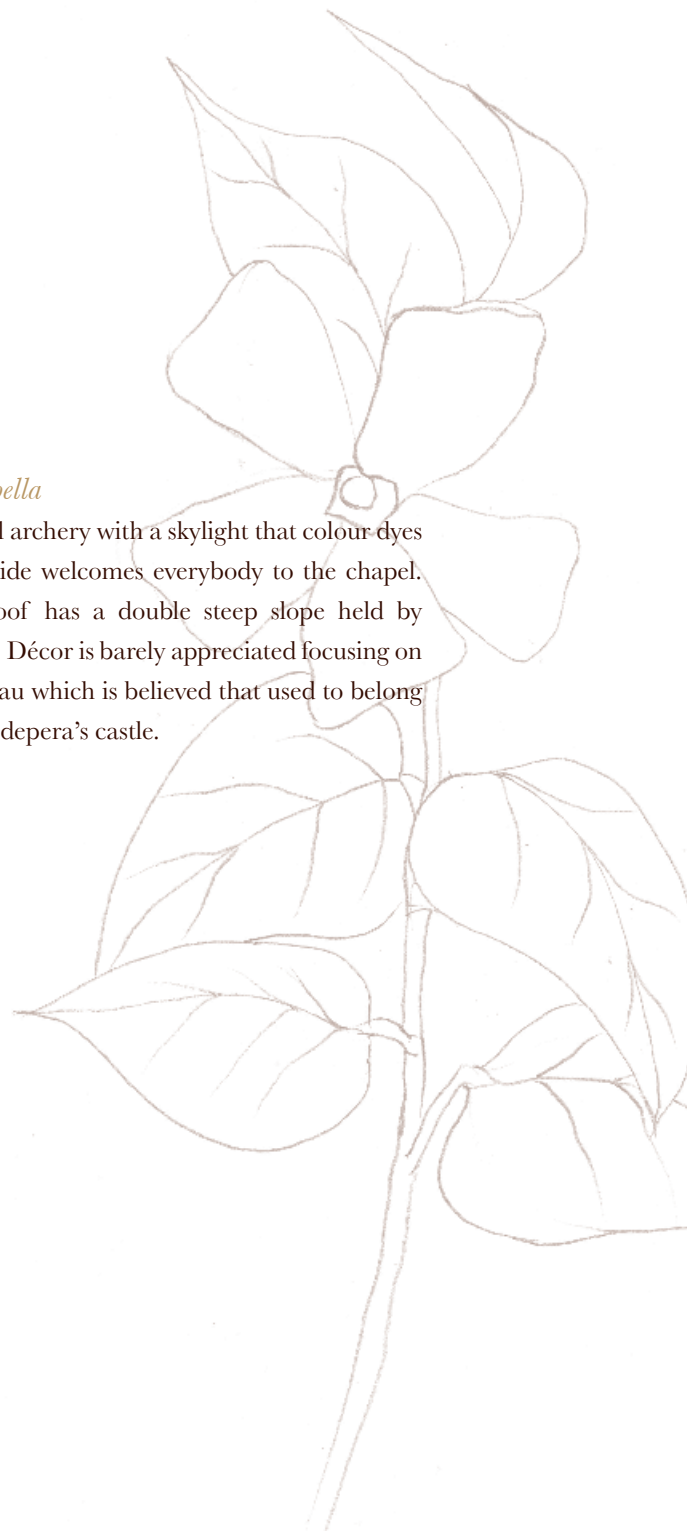 ella
archery with a skylight that colour dyes
ide welcomes everybody to the chapel.
oof has a double steep slope held by
Décor is barely appreciated focusing on
au which is believed that used to belong
depera’s castle.